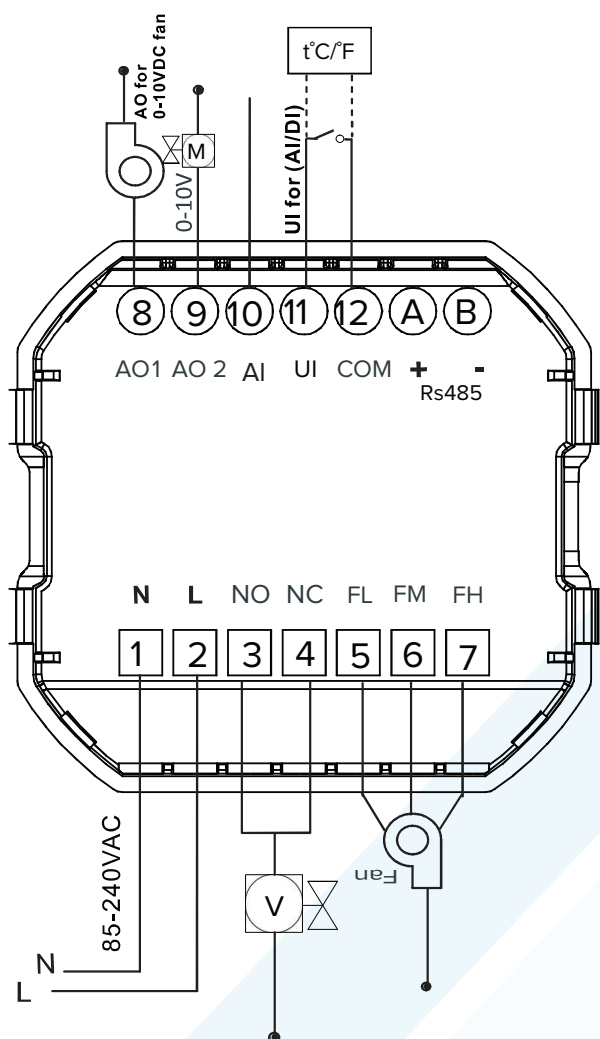 t°C/°F
AO for
0-10VDC fan
M
0-10V
UI for (AI/DI)
8 9 10 11 12 A B
AO1 AO 2 AI UI COM + -
Rs485
N L NO NC FL FM FH
1 2 3 4 5 6 7
85-240VAC
Fan
V
N
L